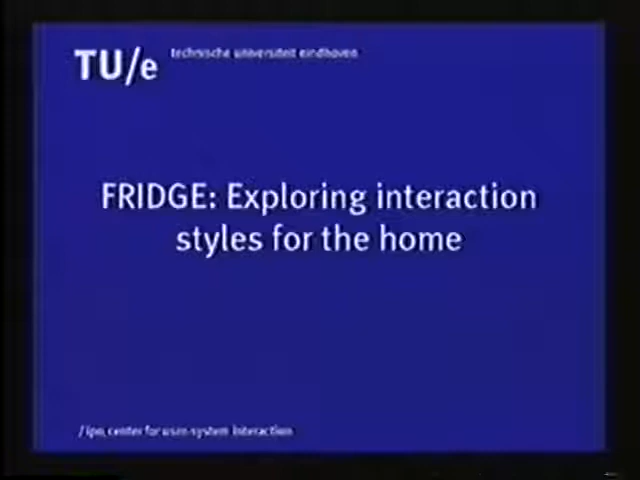 TU/e technische universiteit eindhoven
FRIDGE: Exploring interaction
styles for the home
/ ipo, center for user-system interaction